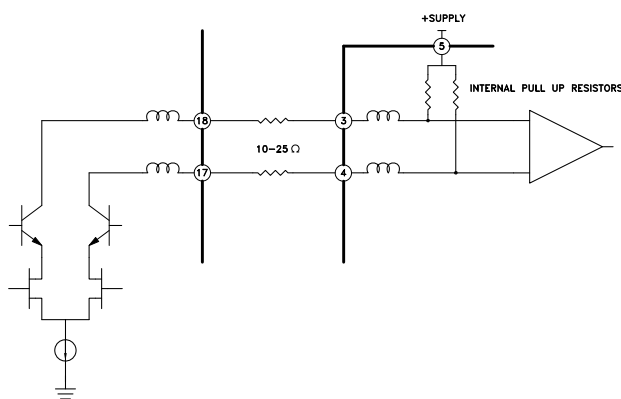 +SUPPLY
5
INTERNAL PULL UP RESISTORS
18
3
10–25 Ω
17
4